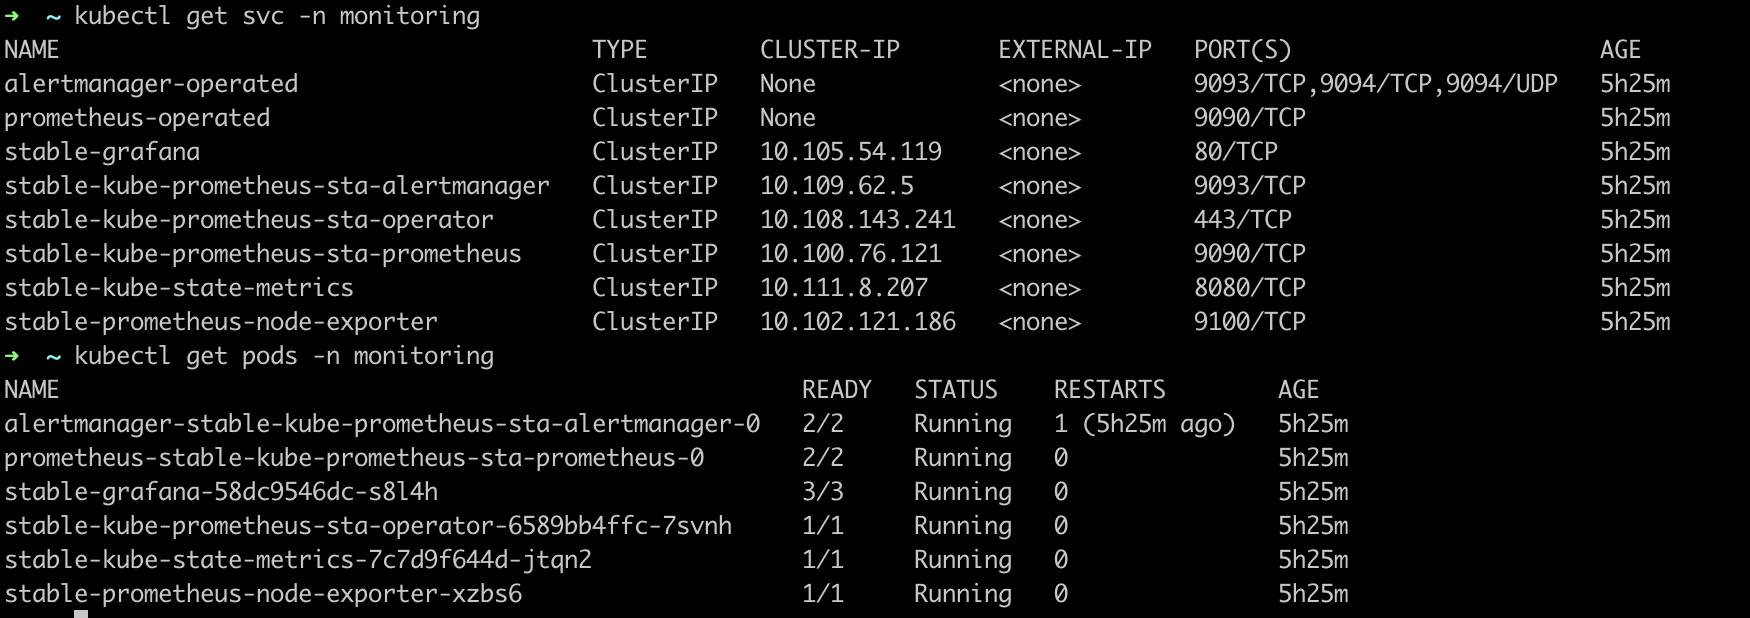 ➜  ~ kubectl get svc -n monitoring
NAME                                      TYPE        CLUSTER-IP       EXTERNAL-IP   PORT(S)                      AGE
alertmanager-operated                     ClusterIP   None             <none>        9093/TCP,9094/TCP,9094/UDP   5h25m
prometheus-operated                       ClusterIP   None             <none>        9090/TCP                     5h25m
stable-grafana                            ClusterIP   10.105.54.119    <none>        80/TCP                       5h25m
stable-kube-prometheus-sta-alertmanager   ClusterIP   10.109.62.5      <none>        9093/TCP                     5h25m
stable-kube-prometheus-sta-operator       ClusterIP   10.108.143.241   <none>        443/TCP                      5h25m
stable-kube-prometheus-sta-prometheus     ClusterIP   10.100.76.121    <none>        9090/TCP                     5h25m
stable-kube-state-metrics                 ClusterIP   10.111.8.207     <none>        8080/TCP                     5h25m
stable-prometheus-node-exporter           ClusterIP   10.102.121.186   <none>        9100/TCP                     5h25m
➜  ~ kubectl get pods -n monitoring
NAME                                                     READY   STATUS    RESTARTS        AGE
alertmanager-stable-kube-prometheus-sta-alertmanager-0   2/2     Running   1 (5h25m ago)   5h25m
prometheus-stable-kube-prometheus-sta-prometheus-0       2/2     Running   0               5h25m
stable-grafana-58dc9546dc-s8l4h                          3/3     Running   0               5h25m
stable-kube-prometheus-sta-operator-6589bb4ffc-7svnh     1/1     Running   0               5h25m
stable-kube-state-metrics-7c7d9f644d-jtqn2               1/1     Running   0               5h25m
stable-prometheus-node-exporter-xzbs6                    1/1     Running   0               5h25m